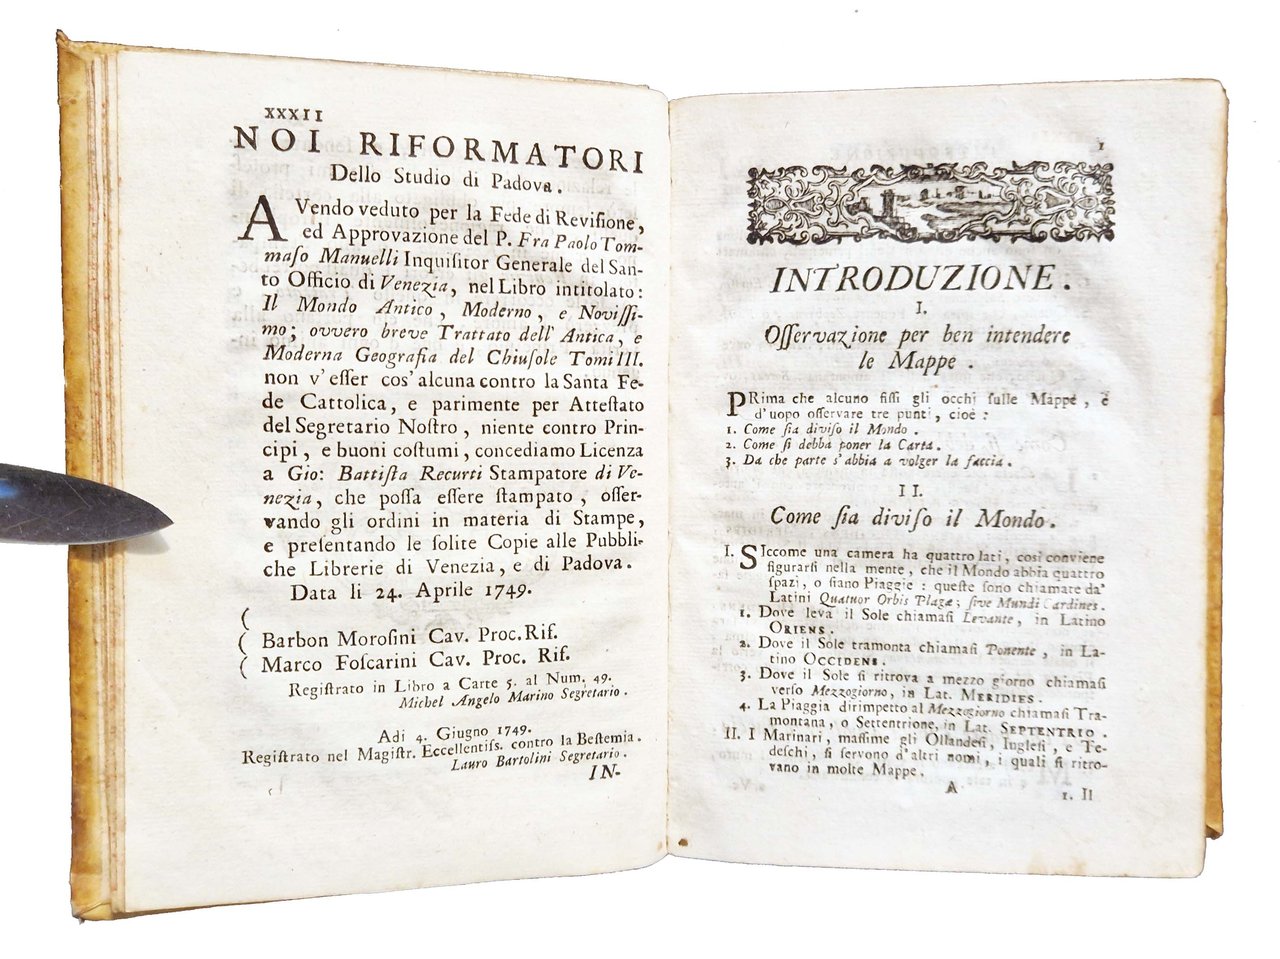 XXXII
NOI RIFORMATORI
Dello Studio di Padova.
AVendo veduto per la Fede di Reviſione,
ed Approvazione del P. Fra Paolo Tom-
maſo Manuelli Inquiſitor Generale del San-
to Officio di Venezia, nel Libro intitolato:
Il Mondo Antico, Moderno, e Noviſſi-
mo; ovvero breve Trattato dell' Antica, e
Moderna Geografia del Chiuſole Tomi III.
non v' eſſer cos' alcuna contro la Santa Fe-
de Cattolica, e parimente per Atteſtato
del Segretario Noſtro, niente contro Prin-
cipi, e buoni coſtumi, concediamo Licenza
a Gio: Battiſta Recurti Stampatore di Ve-
nezia, che poſſa eſſere ſtampato, oſſer-
vando gli ordini in materia di Stampe,
e preſentando le ſolite Copie alle Pubbli-
che Librerie di Venezia, e di Padova.
Data li 24. Aprile 1749.
(
( Barbon Moroſini Cav. Proc. Rif.
( Marco Foſcarini Cav. Proc. Rif.
Regiſtrato in Libro a Carte 5. al Num. 49.
Michel Angelo Marino Segretario.
Adi 4. Giugno 1749.
Regiſtrato nel Magiſtr. Eccellentiſſ. contro la Beſtemia.
Lauro Bartolini Segretario.
IN-
1
INTRODUZIONE.
I.
Oſſervazione per ben intendere
le Mappe.
PRima che alcuno fiſſi gli occhi ſulle Mappe, è
d'uopo oſſervare tre punti, cioè:
1. Come ſia diviſo il Mondo.
2. Come ſi debba poner la Carta.
3. Da che parte s'abbia a volger la faccia.
II.
Come ſia diviſo il Mondo.
I. SIccome una camera ha quattro lati, così conviene
figurarſi nella mente, che il Mondo abbia quattro
ſpazi, o ſiano Piaggie: queſte ſono chiamate da'
Latini Quatuor Orbis Plagæ; ſive Mundi Cardines.
1. Dove leva il Sole chiamaſi Levante, in Latino
ORIENS.
2. Dove il Sole tramonta chiamaſi Ponente, in La-
tino OCCIDENS.
3. Dove il Sole ſi ritrova a mezzo giorno chiamaſi
verſo Mezzogiorno, in Lat. MERIDIES.
4. La Piaggia dirimpetto al Mezzogiorno chiamaſi Tra-
montana, o Settentrione, in Lat. SEPTENTRIO.
II. I Marinari, maſſime gli Ollandeſi, Ingleſi, e Te-
deſchi, ſi ſervono d'altri nomi, i quali ſi ritro-
vano in molte Mappe.
A
1. Il